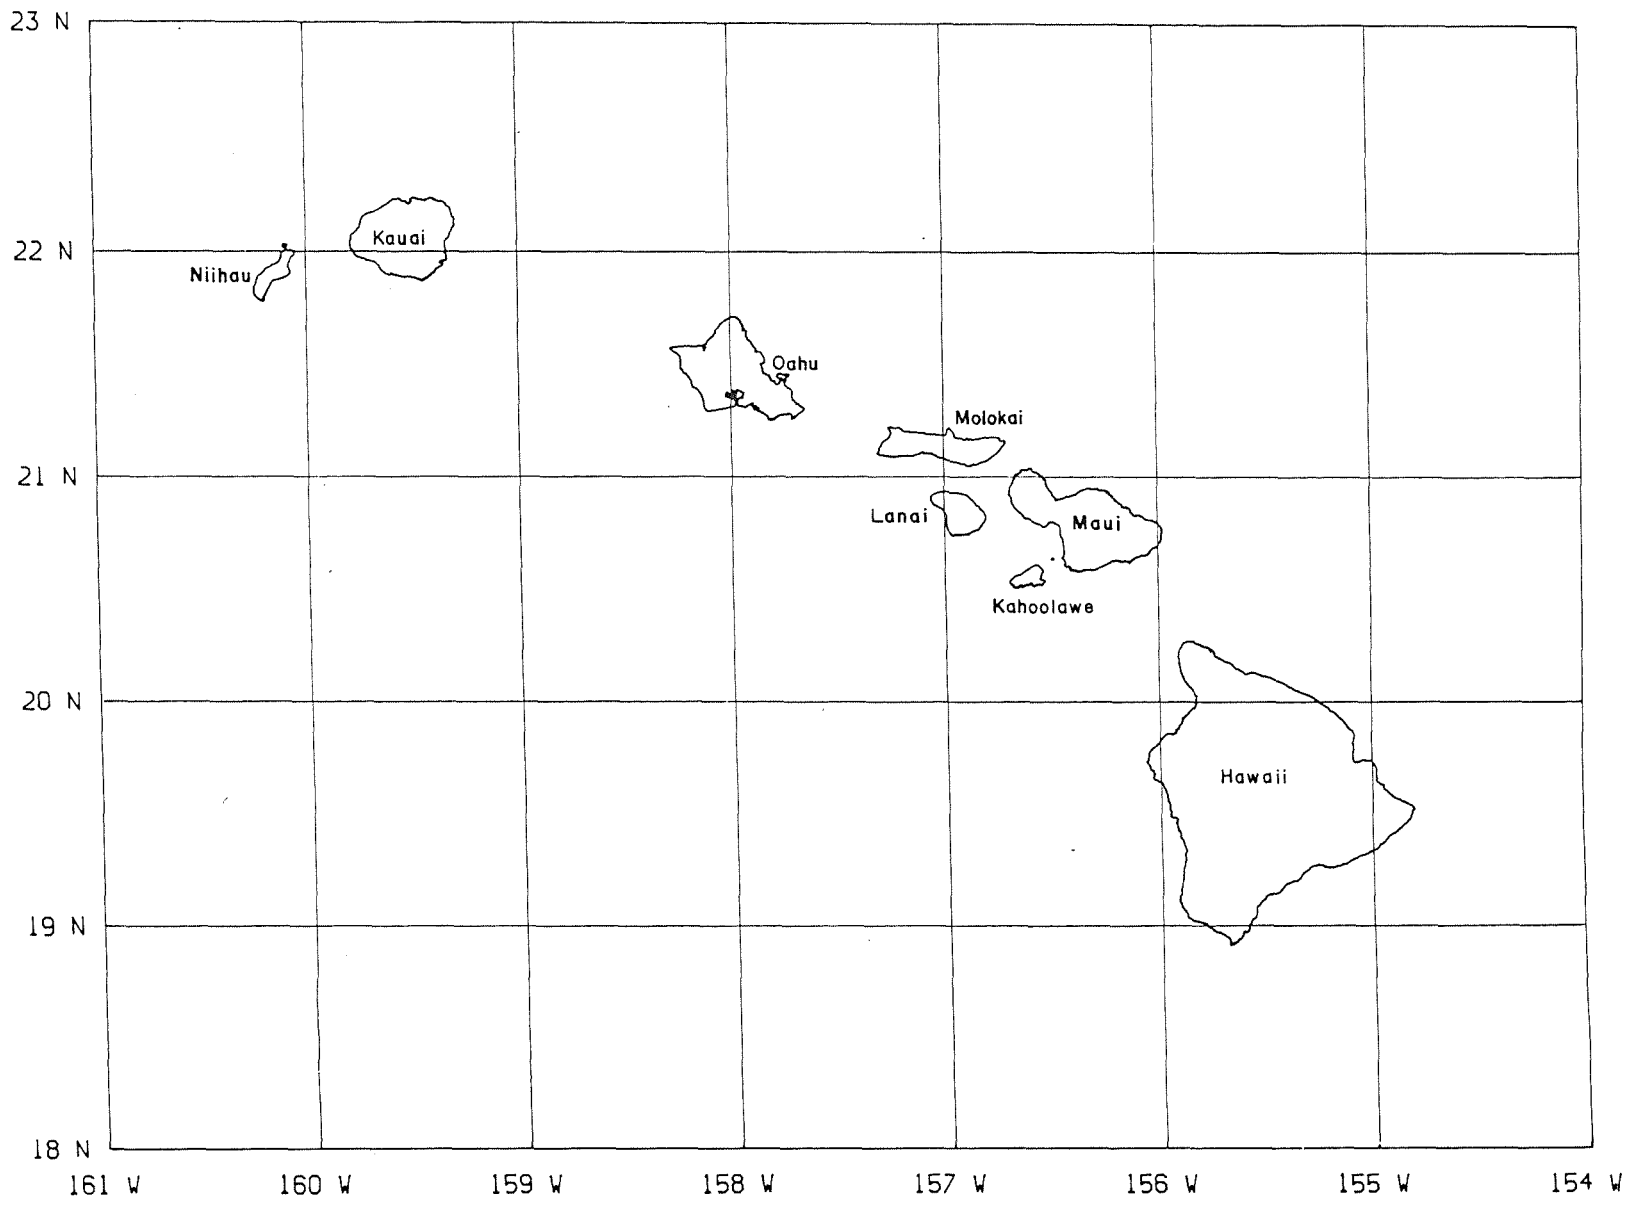 23 N
Kauai
22 N
Niihau
Oahu
Molokai
21 N
Lanai
Maui
Kahoolawe
20 N
Hawaii
19 N
18 N
161 W 160 W 159 W 158 W 157 W 156 W 155 W 154 W